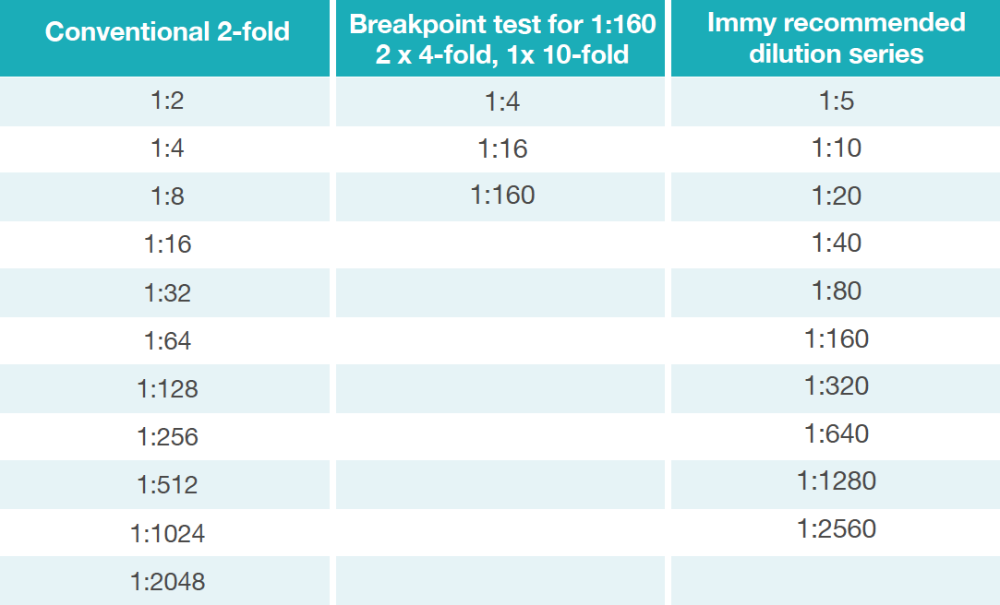 Conventional 2-fold
Breakpoint test for 1:160
2 x 4-fold, 1x 10-fold
Immy recommended
dilution series
1:2 1:4 1:5
1:4 1:16 1:10
1:8 1:160 1:20
1:16 1:40
1:32 1:80
1:64 1:160
1:128 1:320
1:256 1:640
1:512 1:1280
1:1024 1:2560
1:2048